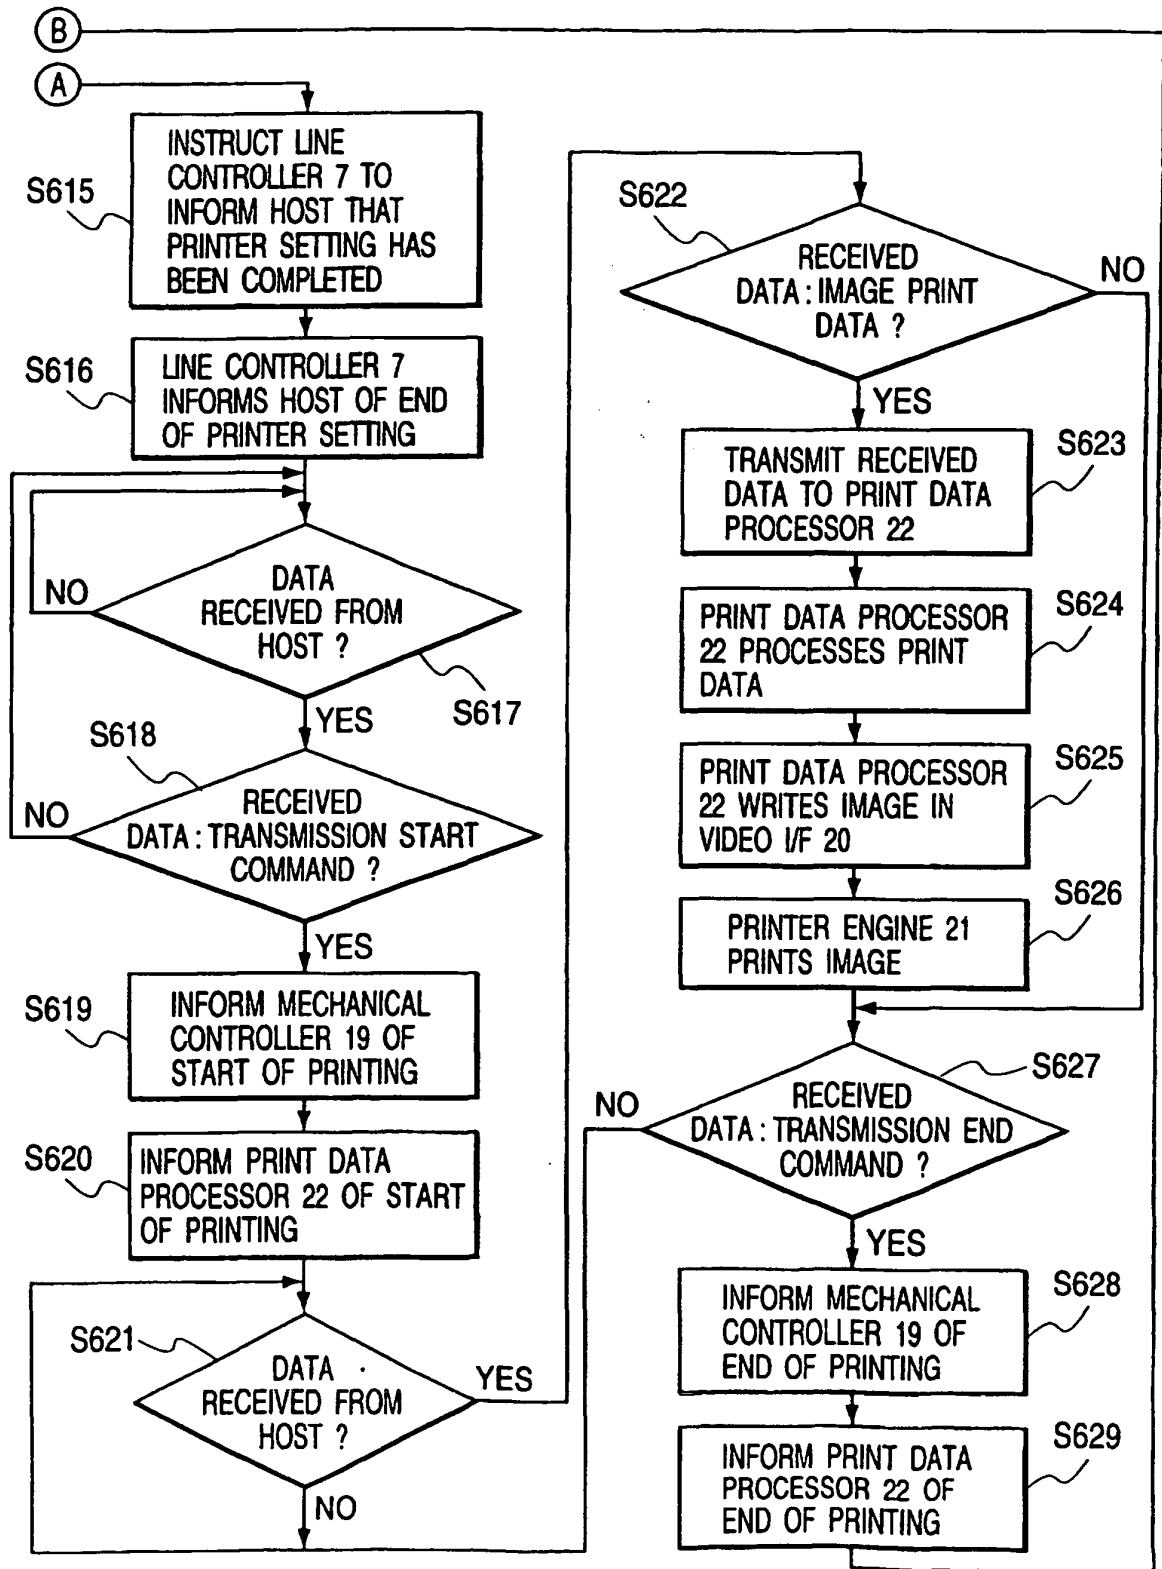 B
A
S615
INSTRUCT LINE
CONTROLLER 7 TO
INFORM HOST THAT
PRINTER SETTING HAS
BEEN COMPLETED
S616
LINE CONTROLLER 7
INFORMS HOST OF END
OF PRINTER SETTING
NO
DATA
RECEIVED FROM
HOST ?
S617
YES
S618
NO
RECEIVED
DATA : TRANSMISSION START
COMMAND ?
YES
S619
INFORM MECHANICAL
CONTROLLER 19 OF
START OF PRINTING
S620
INFORM PRINT DATA
PROCESSOR 22 OF START
OF PRINTING
S621
DATA
RECEIVED FROM
HOST ?
YES
NO
S622
RECEIVED
DATA : IMAGE PRINT
DATA ?
NO
YES
S623
TRANSMIT RECEIVED
DATA TO PRINT DATA
PROCESSOR 22
S624
PRINT DATA PROCESSOR
22 PROCESSES PRINT
DATA
S625
PRINT DATA PROCESSOR
22 WRITES IMAGE IN
VIDEO I/F 20
S626
PRINTER ENGINE 21
PRINTS IMAGE
S627
NO
RECEIVED
DATA : TRANSMISSION END
COMMAND ?
YES
S628
INFORM MECHANICAL
CONTROLLER 19 OF
END OF PRINTING
S629
INFORM PRINT DATA
PROCESSOR 22 OF
END OF PRINTING